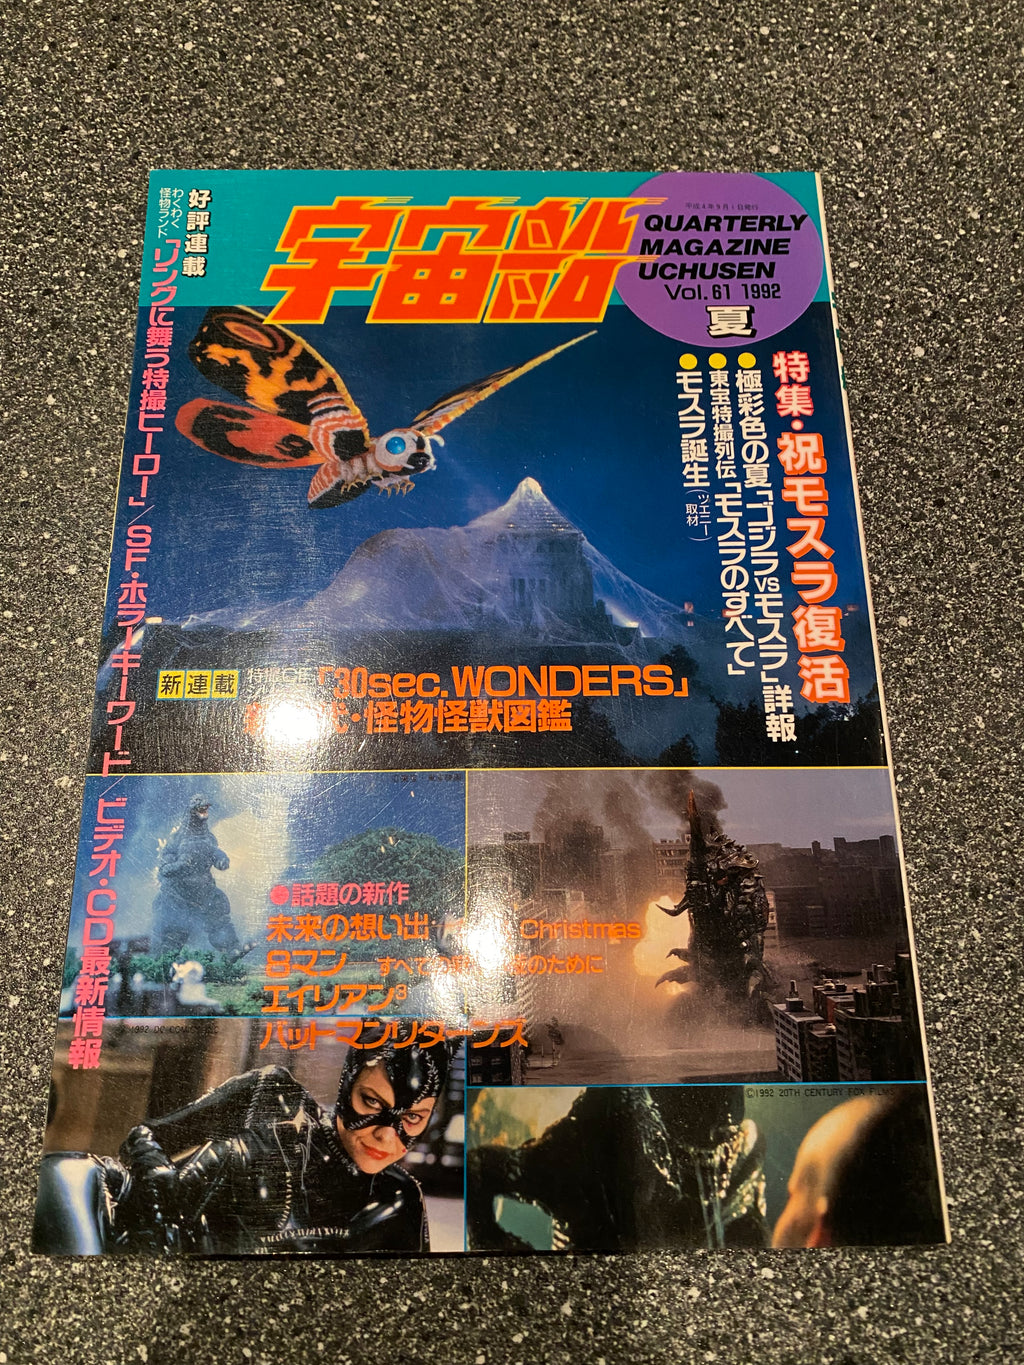 宇宙船
平成4年9月1日発行
QUARTERLY
MAGAZINE
UCHUSEN
Vol.61 1992
夏
好評連載
わくわく
怪物ランド
「リングに舞う特撮ヒーロー」/SF・ホラーキーワード/ビデオ・CD最新情報
特集・祝モスラ復活
●極彩色の夏「ゴジラVSモスラ」詳報
●東宝特撮列伝「モスラのすべて」
●モスラ誕生(ツエニー取材)
新連載
「30sec.WONDERS」
・怪物怪獣図鑑
●話題の新作
未来の想い出 Christmas
8マン すべて のために
エイリアン3
バットマンリターンズ
1992 DC COMICS
©1992 20TH CENTURY FOX FILM